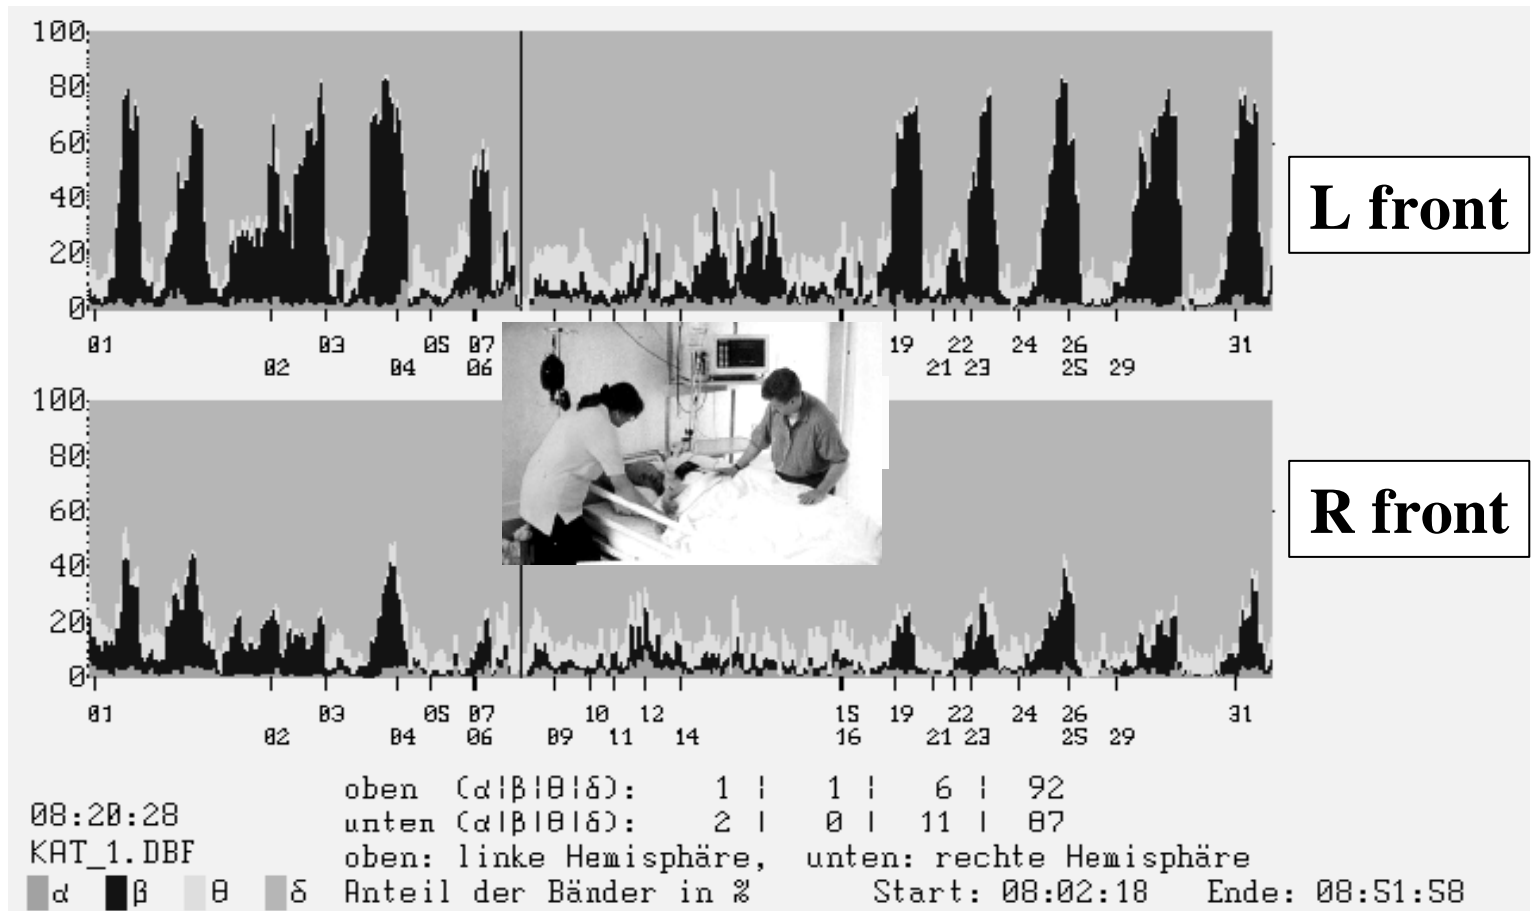 100
80
60
40
20
0
01 03 05 07 19 22 24 26 31
02 04 06 21 23 25 29
L front
100
80
60
40
20
0
01 03 05 07 10 12 15 19 22 24 26 31
02 04 06 09 11 14 16 21 23 25 29
R front
oben (α|β|θ|δ): 1 | 1 | 6 | 92
08:20:28
unten (α|β|θ|δ): 2 | 0 | 11 | 87
KAT_1.DBF
oben: linke Hemisphäre, unten: rechte Hemisphäre
α β θ δ Anteil der Bänder in % Start: 08:02:18 Ende: 08:51:58